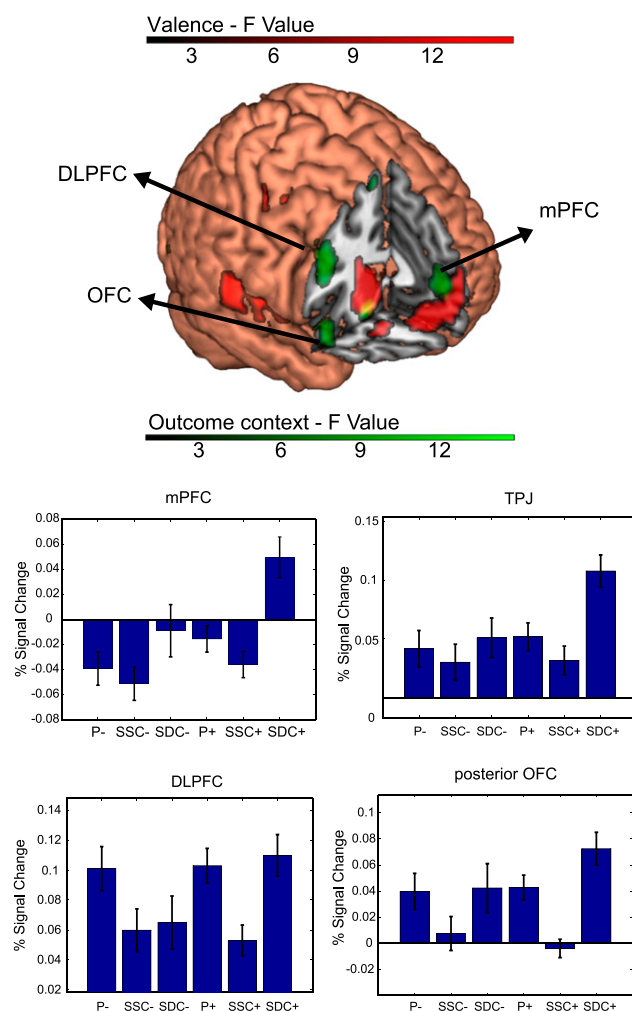 Valence - F Value
3 6 9 12
DLPFC
mPFC
OFC
Outcome context - F Value
3 6 9 12
mPFC
% Signal Change
0.08
0.06
0.04
0.02
0
-0.02
-0.04
-0.06
-0.08
P- SSC- SDC- P+ SSC+ SDC+
TPJ
% Signal Change
0.15
0.1
0.05
0
P- SSC- SDC- P+ SSC+ SDC+
DLPFC
% Signal Change
0.14
0.12
0.1
0.08
0.06
0.04
0.02
P- SSC- SDC- P+ SSC+ SDC+
posterior OFC
% Signal Change
0.1
0.08
0.06
0.04
0.02
0
-0.02
P- SSC- SDC- P+ SSC+ SDC+